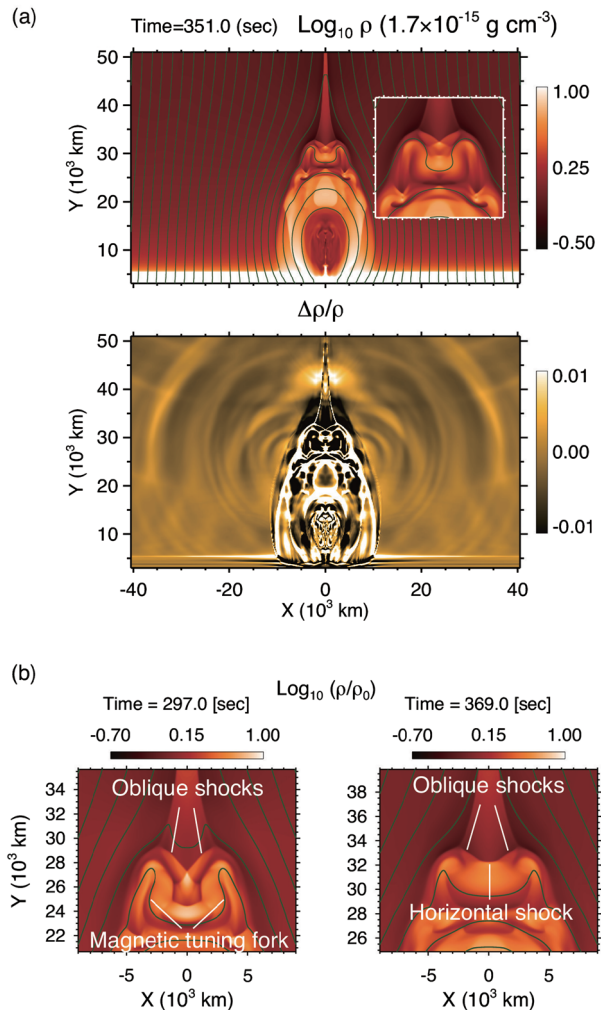 (a)
Time=351.0 (sec) Log10 ρ (1.7×10-15 g cm-3)
50
40
30
20
10
Y (10³ km)
1.00
0.25
-0.50
Δρ/ρ
50
40
30
20
10
Y (10³ km)
0.01
0.00
-0.01
-40 -20 0 20 40
X (10³ km)
(b)
Log10 (ρ/ρ0)
Time = 297.0 [sec] Time = 369.0 [sec]
-0.70 0.15 1.00 -0.70 0.15 1.00
Oblique shocks
34
32
30
28
26
24
22
Y (10³ km)
Magnetic tuning fork
-5 0 5
X (10³ km)
Oblique shocks
38
36
34
32
30
28
26
Horizontal shock
-5 0 5
X (10³ km)